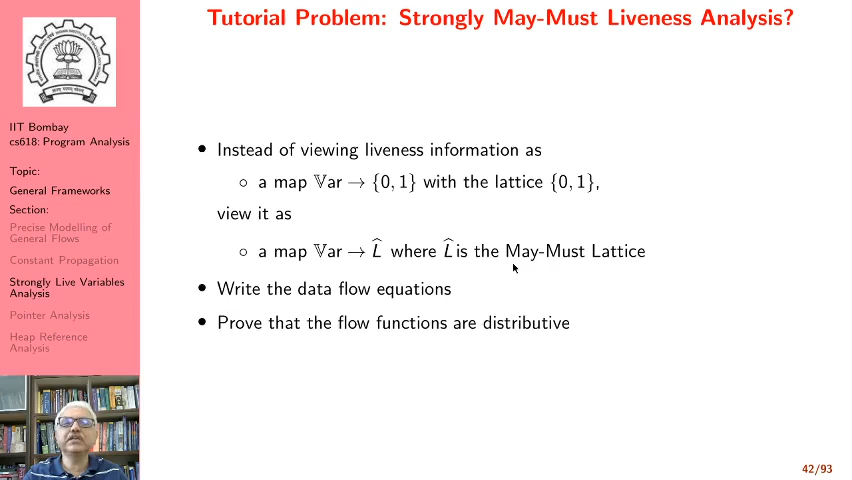 Tutorial Problem: Strongly May-Must Liveness Analysis?
IIT Bombay
cs618: Program Analysis
Topic:
General Frameworks
Section:
Precise Modelling of
General Flows
Constant Propagation
Strongly Live Variables
Analysis
Pointer Analysis
Heap Reference
Analysis
• Instead of viewing liveness information as
◦ a map 𝕍ar → {0, 1} with the lattice {0, 1},
view it as
◦ a map 𝕍ar → L̂ where L̂ is the May-Must Lattice
• Write the data flow equations
• Prove that the flow functions are distributive
42/93